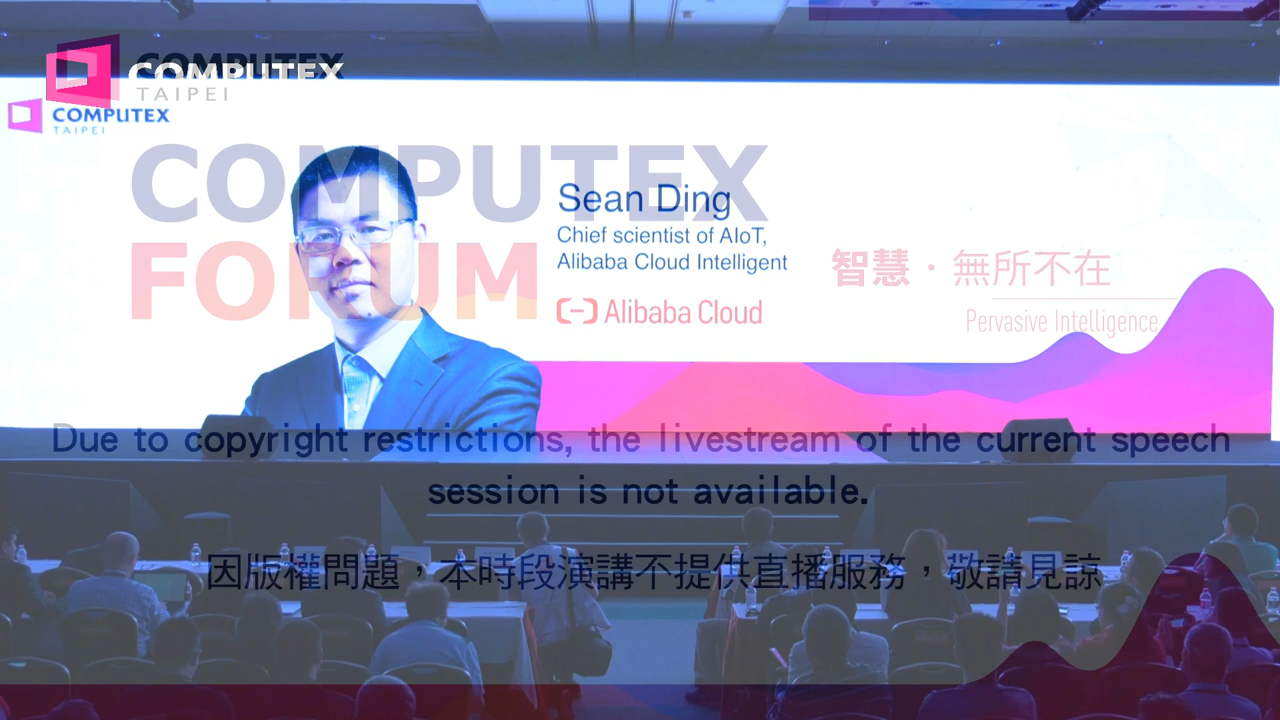 COMPUTEX
TAIPEI
COMPUTEX
TAIPEI
COMPUTEX
FORUM
Sean Ding
Chief scientist of AIoT,
Alibaba Cloud Intelligent
Alibaba Cloud
智慧・無所不在
Pervasive Intelligence
Due to copyright restrictions, the livestream of the current speech
session is not available.
因版權問題，本時段演講不提供直播服務，敬請見諒